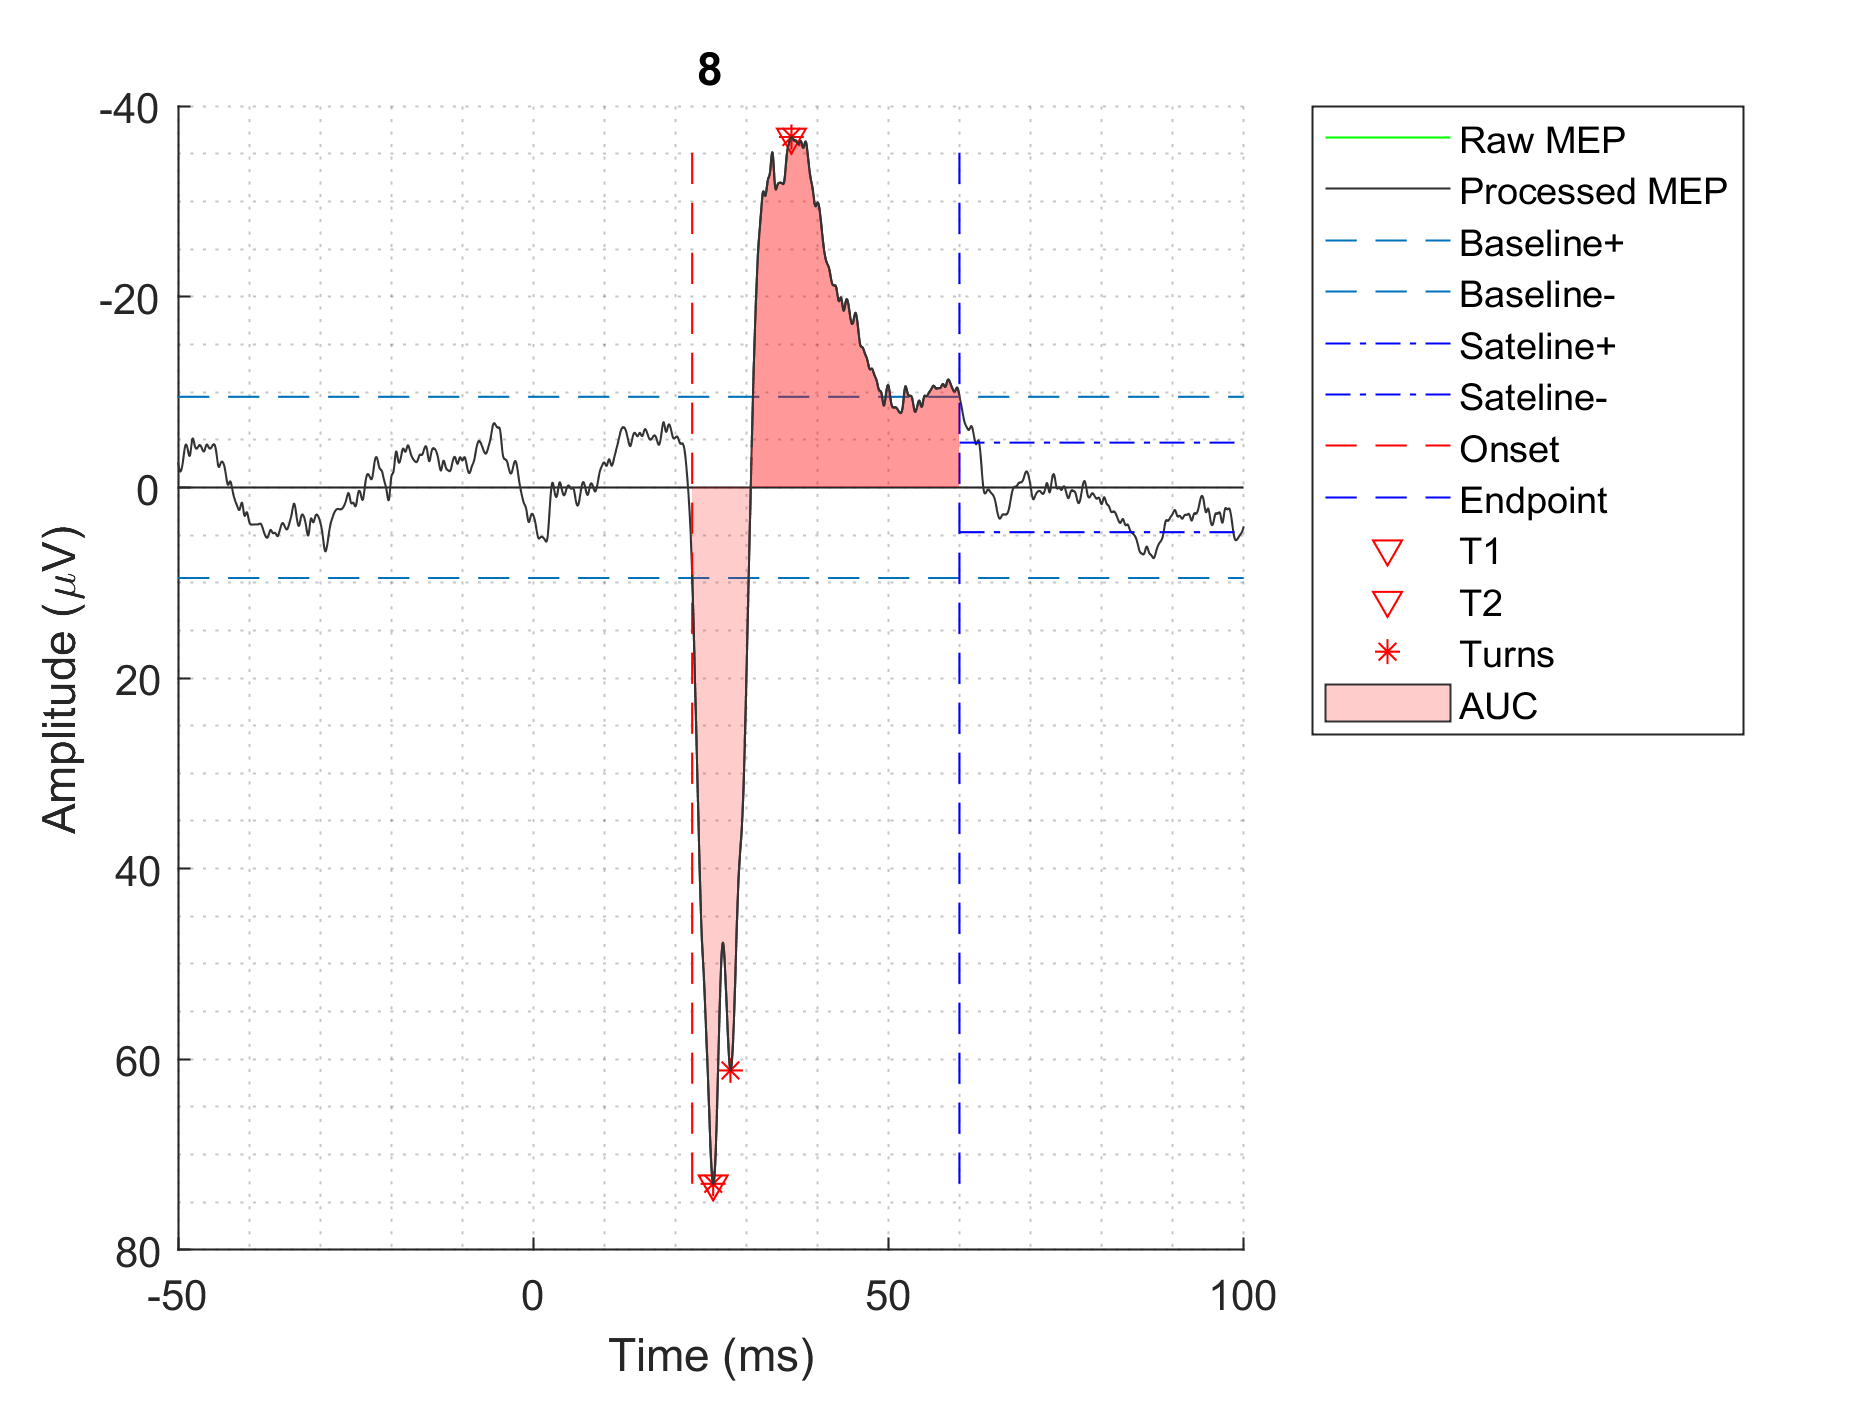 8
-40
-20
0
20
40
60
80
Amplitude (μV)
-50
0
50
100
Time (ms)
Raw MEP
Processed MEP
Baseline+
Baseline-
Sateline+
Sateline-
Onset
Endpoint
T1
T2
Turns
AUC